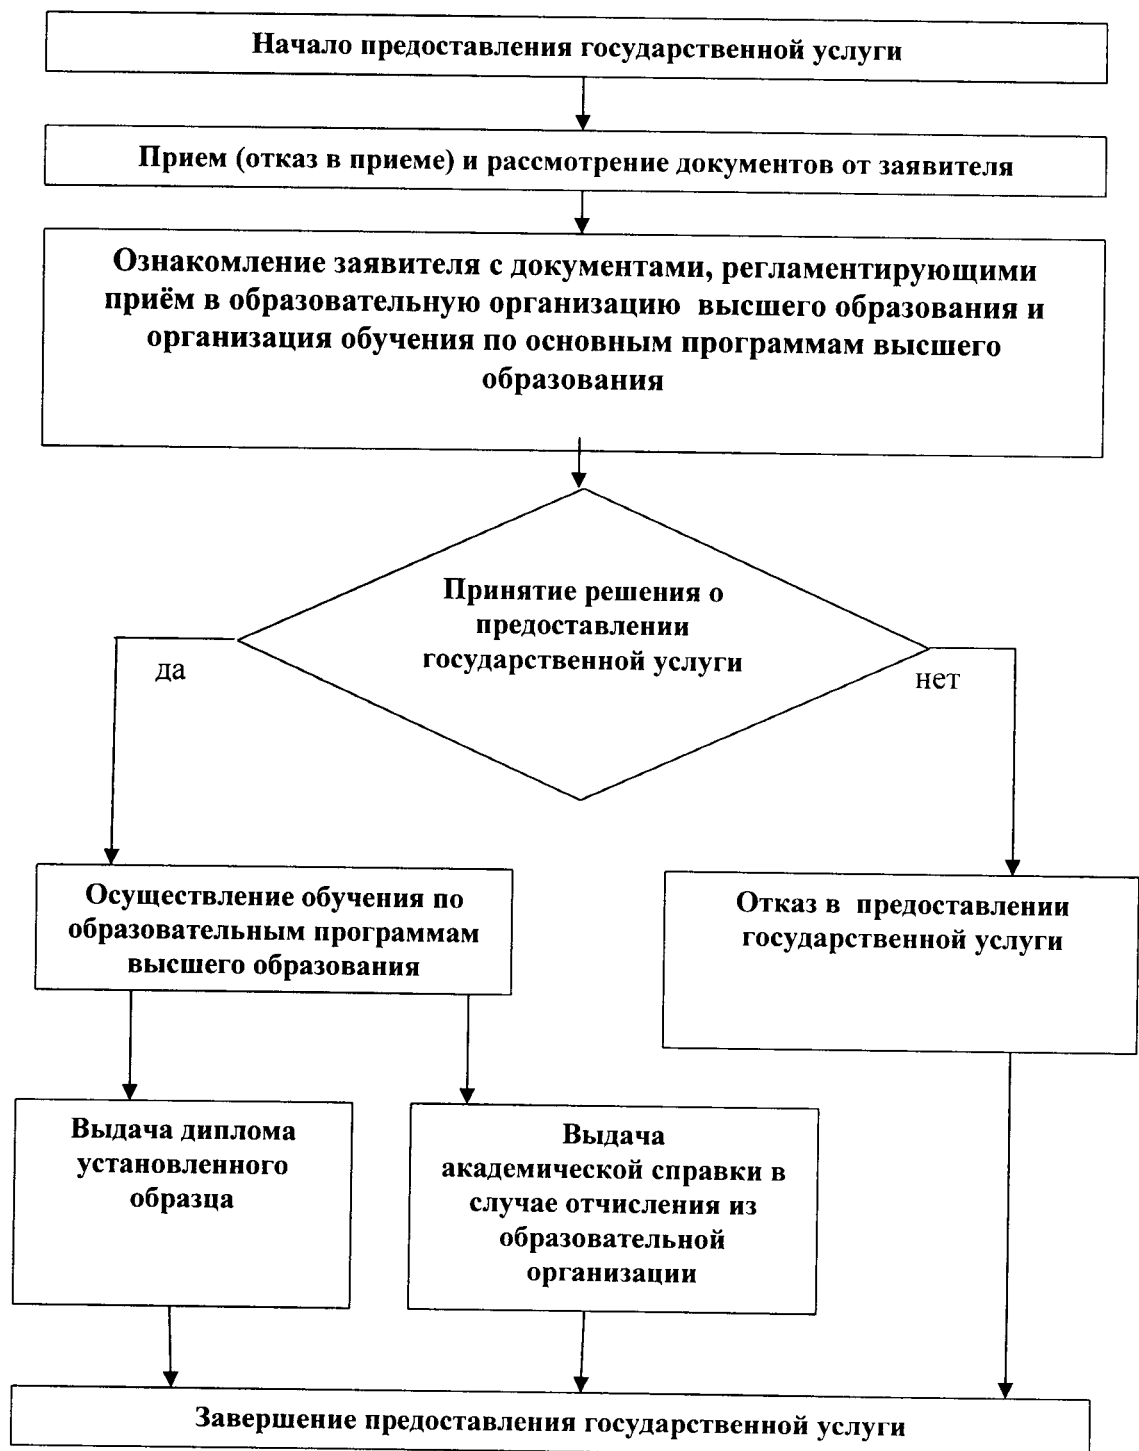 Начало предоставления государственной услуги
Прием (отказ в приеме) и рассмотрение документов от заявителя
Ознакомление заявителя с документами, регламентирующими
приём в образовательную организацию высшего образования и
организация обучения по основным программам высшего
образования
Принятие решения о
предоставлении
государственной услуги
да
нет
Осуществление обучения по
образовательным программам
высшего образования
Отказ в предоставлении
государственной услуги
Выдача диплома
установленного
образца
Выдача
академической справки в
случае отчисления из
образовательной
организации
Завершение предоставления государственной услуги